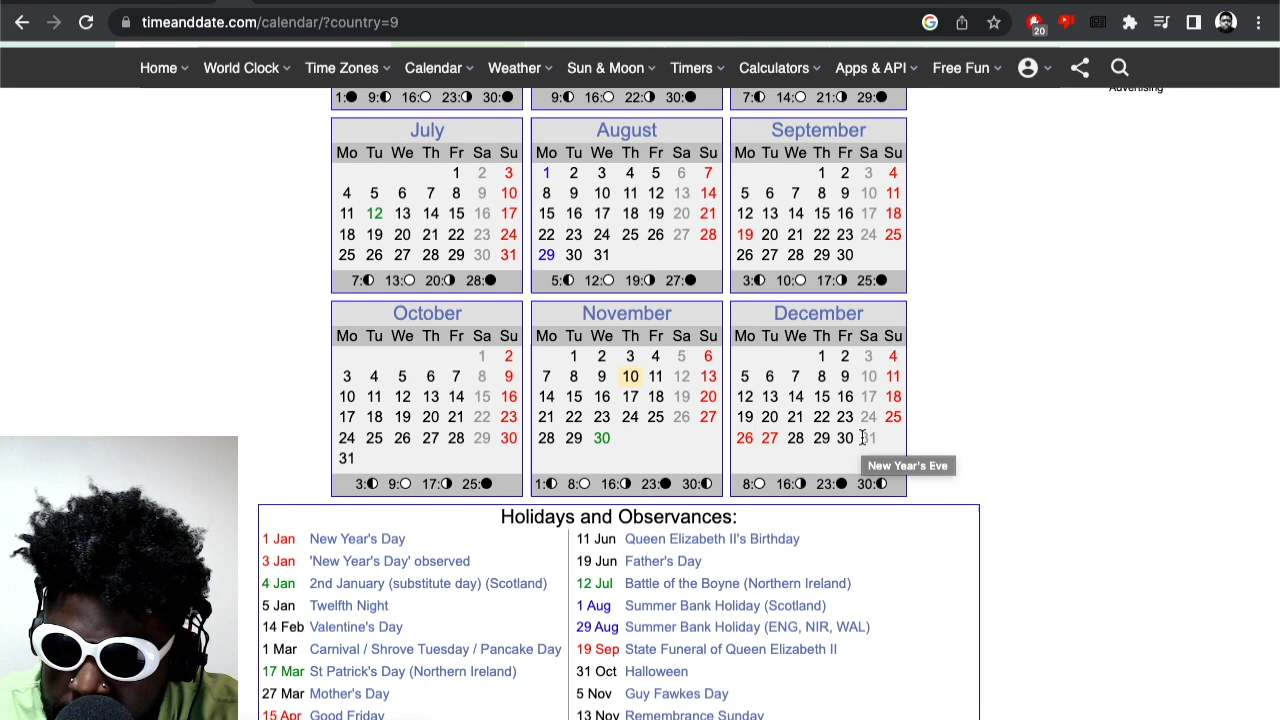 timeanddate.com/calendar/?country=9
20
Home World Clock Time Zones Calendar Weather Sun & Moon Timers Calculators Apps & API Free Fun
Advertising
1: 9: 16: 23: 30:
9: 16: 22: 30:
7: 14: 21: 29:
July
Mo Tu We Th Fr Sa Su
1 2 3
4 5 6 7 8 9 10
11 12 13 14 15 16 17
18 19 20 21 22 23 24
25 26 27 28 29 30 31
7: 13: 20: 28:
August
Mo Tu We Th Fr Sa Su
1 2 3 4 5 6 7
8 9 10 11 12 13 14
15 16 17 18 19 20 21
22 23 24 25 26 27 28
29 30 31
5: 12: 19: 27:
September
Mo Tu We Th Fr Sa Su
1 2 3 4
5 6 7 8 9 10 11
12 13 14 15 16 17 18
19 20 21 22 23 24 25
26 27 28 29 30
3: 10: 17: 25:
October
Mo Tu We Th Fr Sa Su
1 2
3 4 5 6 7 8 9
10 11 12 13 14 15 16
17 18 19 20 21 22 23
24 25 26 27 28 29 30
31
3: 9: 17: 25:
November
Mo Tu We Th Fr Sa Su
1 2 3 4 5 6
7 8 9 10 11 12 13
14 15 16 17 18 19 20
21 22 23 24 25 26 27
28 29 30
1: 8: 16: 23: 30:
December
Mo Tu We Th Fr Sa Su
1 2 3 4
5 6 7 8 9 10 11
12 13 14 15 16 17 18
19 20 21 22 23 24 25
26 27 28 29 30 31
8: 16: 23: 30:
New Year's Eve
Holidays and Observances:
1 Jan New Year's Day
3 Jan 'New Year's Day' observed
4 Jan 2nd January (substitute day) (Scotland)
5 Jan Twelfth Night
14 Feb Valentine's Day
1 Mar Carnival / Shrove Tuesday / Pancake Day
17 Mar St Patrick's Day (Northern Ireland)
27 Mar Mother's Day
15 Apr Good Friday
11 Jun Queen Elizabeth II's Birthday
19 Jun Father's Day
12 Jul Battle of the Boyne (Northern Ireland)
1 Aug Summer Bank Holiday (Scotland)
29 Aug Summer Bank Holiday (ENG, NIR, WAL)
19 Sep State Funeral of Queen Elizabeth II
31 Oct Halloween
5 Nov Guy Fawkes Day
13 Nov Remembrance Sunday